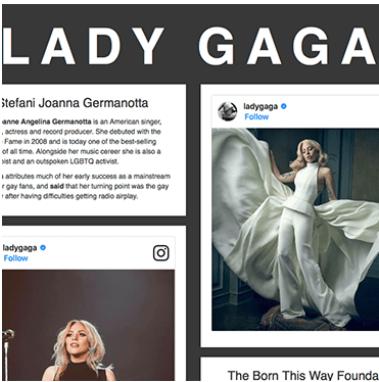 LADY GAGA
Stefani Joanna Germanotta
anne Angelina Germanotta is an American singer,
, actress and record producer. She debuted with the
Fame in 2008 and is today one of the best-selling
of all time. Alongside her music career she is also a
ist and an outspoken LGBTQ activist.
attributes much of her early success as a mainstream
r gay fans, and said that her turning point was the gay
after having difficulties getting radio airplay.
ladygaga
Follow
ladygaga
Follow
The Born This Way Founda